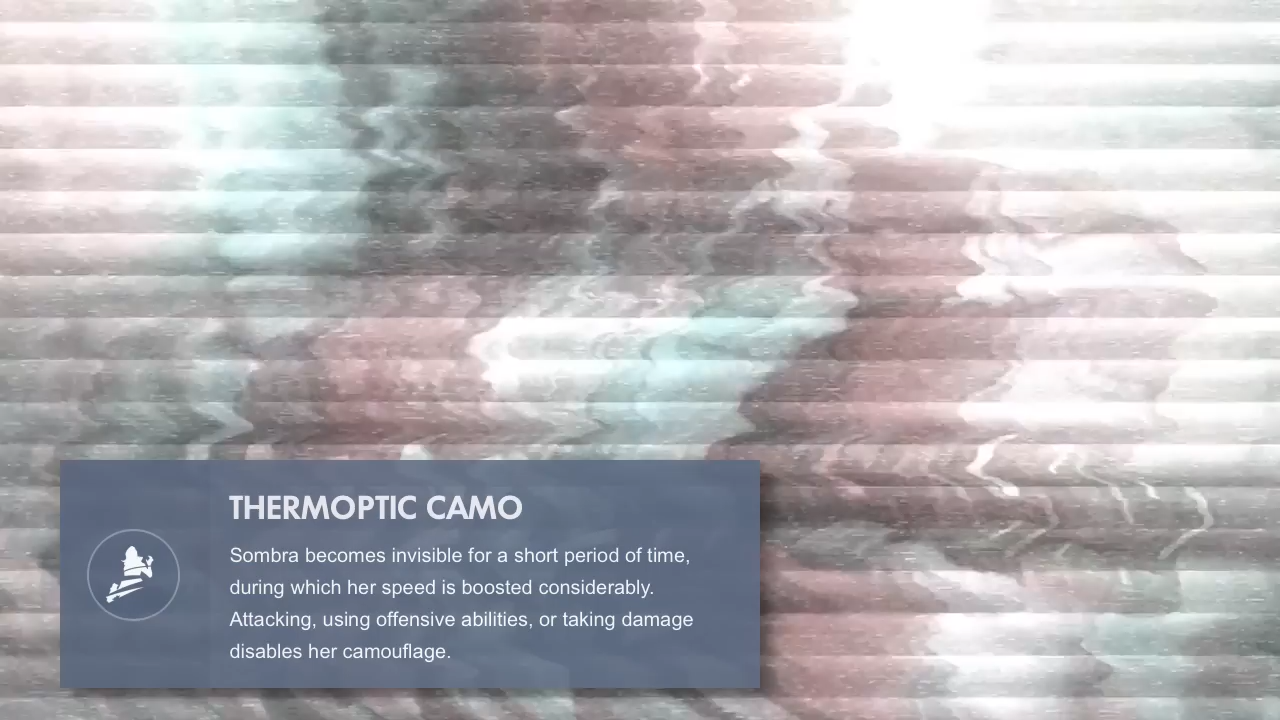 THERMOPTIC CAMO
Sombra becomes invisible for a short period of time,
during which her speed is boosted considerably.
Attacking, using offensive abilities, or taking damage
disables her camouflage.